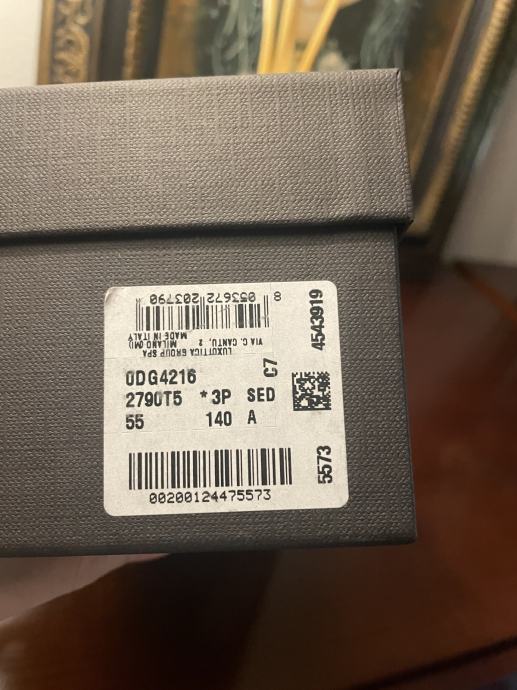 8 053672 203790
LUXOTTICA GROUP SPA
VIA C. CANTU, 2
MILANO (MI)
MADE IN ITALY
C7
4543919
0DG4216
2790T5 *3P SED
55 140 A
5573
00200124475573